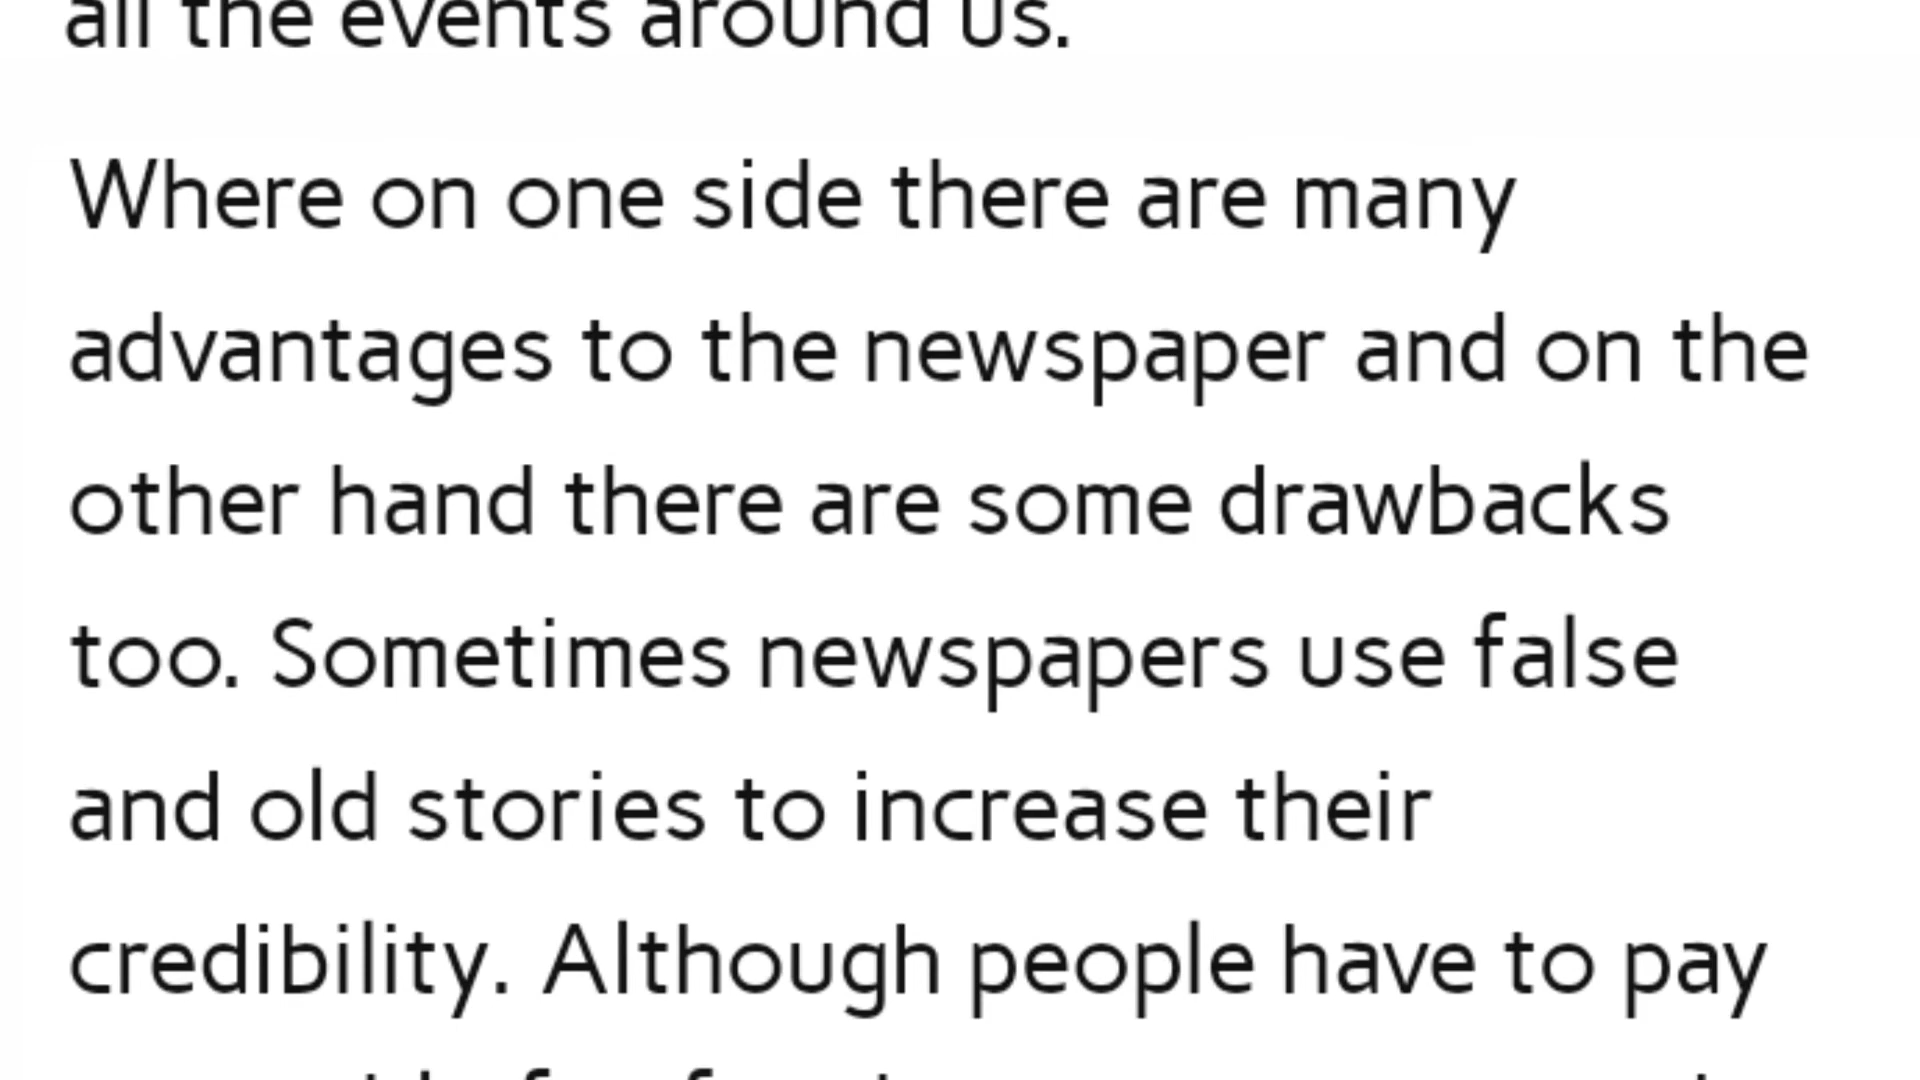 all the events around us.
Where on one side there are many
advantages to the newspaper and on the
other hand there are some drawbacks
too. Sometimes newspapers use false
and old stories to increase their
credibility. Although people have to pay